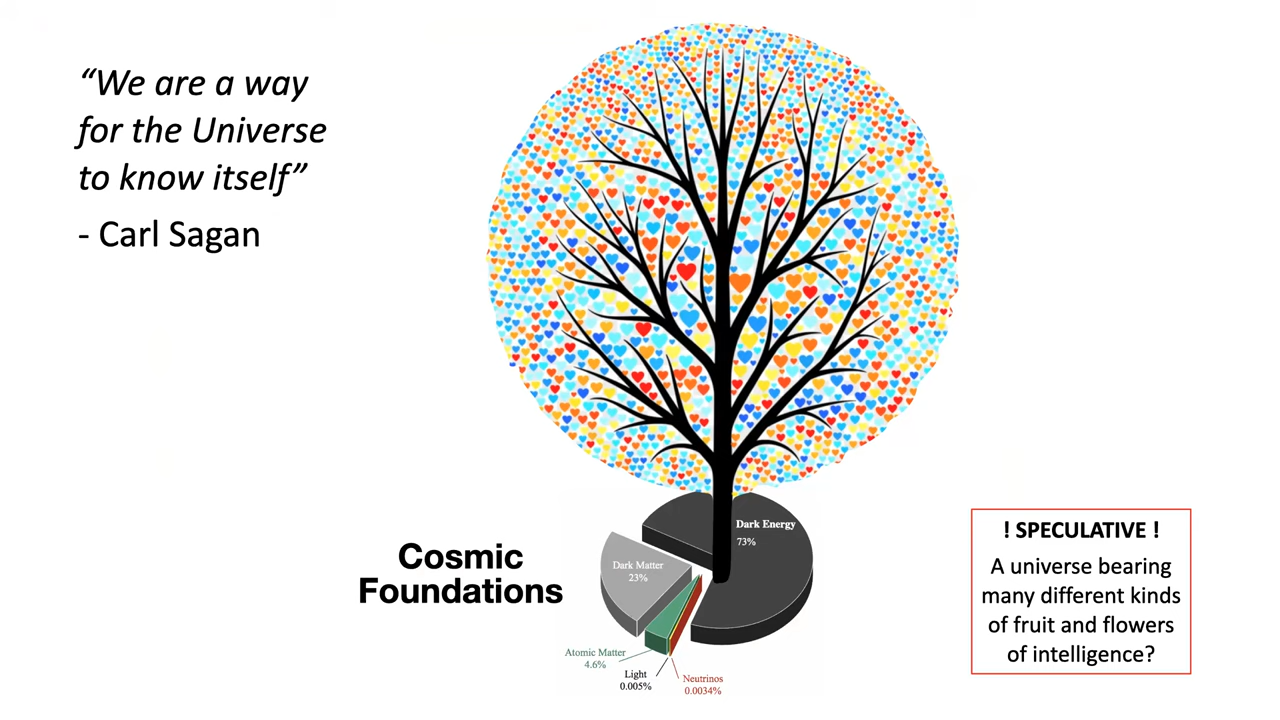 “We are a way
for the Universe
to know itself”
- Carl Sagan
Dark Energy
73%
Dark Matter
23%
Cosmic
Foundations
Atomic Matter
4.6%
Light
0.005%
Neutrinos
0.0034%
! SPECULATIVE !
A universe bearing
many different kinds
of fruit and flowers
of intelligence?